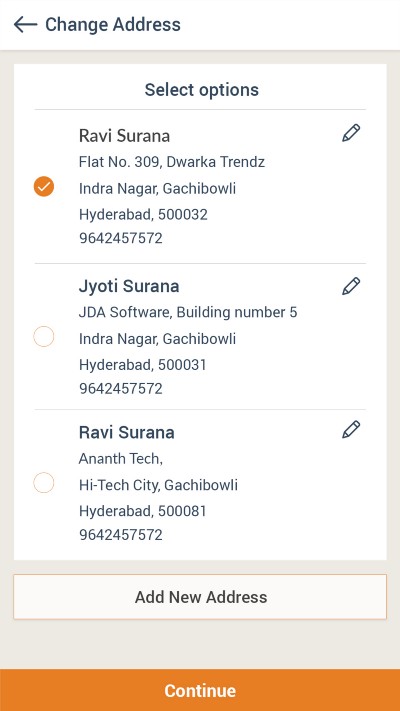 Change Address
Select options
Ravi Surana
Flat No. 309, Dwarka Trendz
Indra Nagar, Gachibowli
Hyderabad, 500032
9642457572
Jyoti Surana
JDA Software, Building number 5
Indra Nagar, Gachibowli
Hyderabad, 500031
9642457572
Ravi Surana
Ananth Tech,
Hi-Tech City, Gachibowli
Hyderabad, 500081
9642457572
Add New Address
Continue